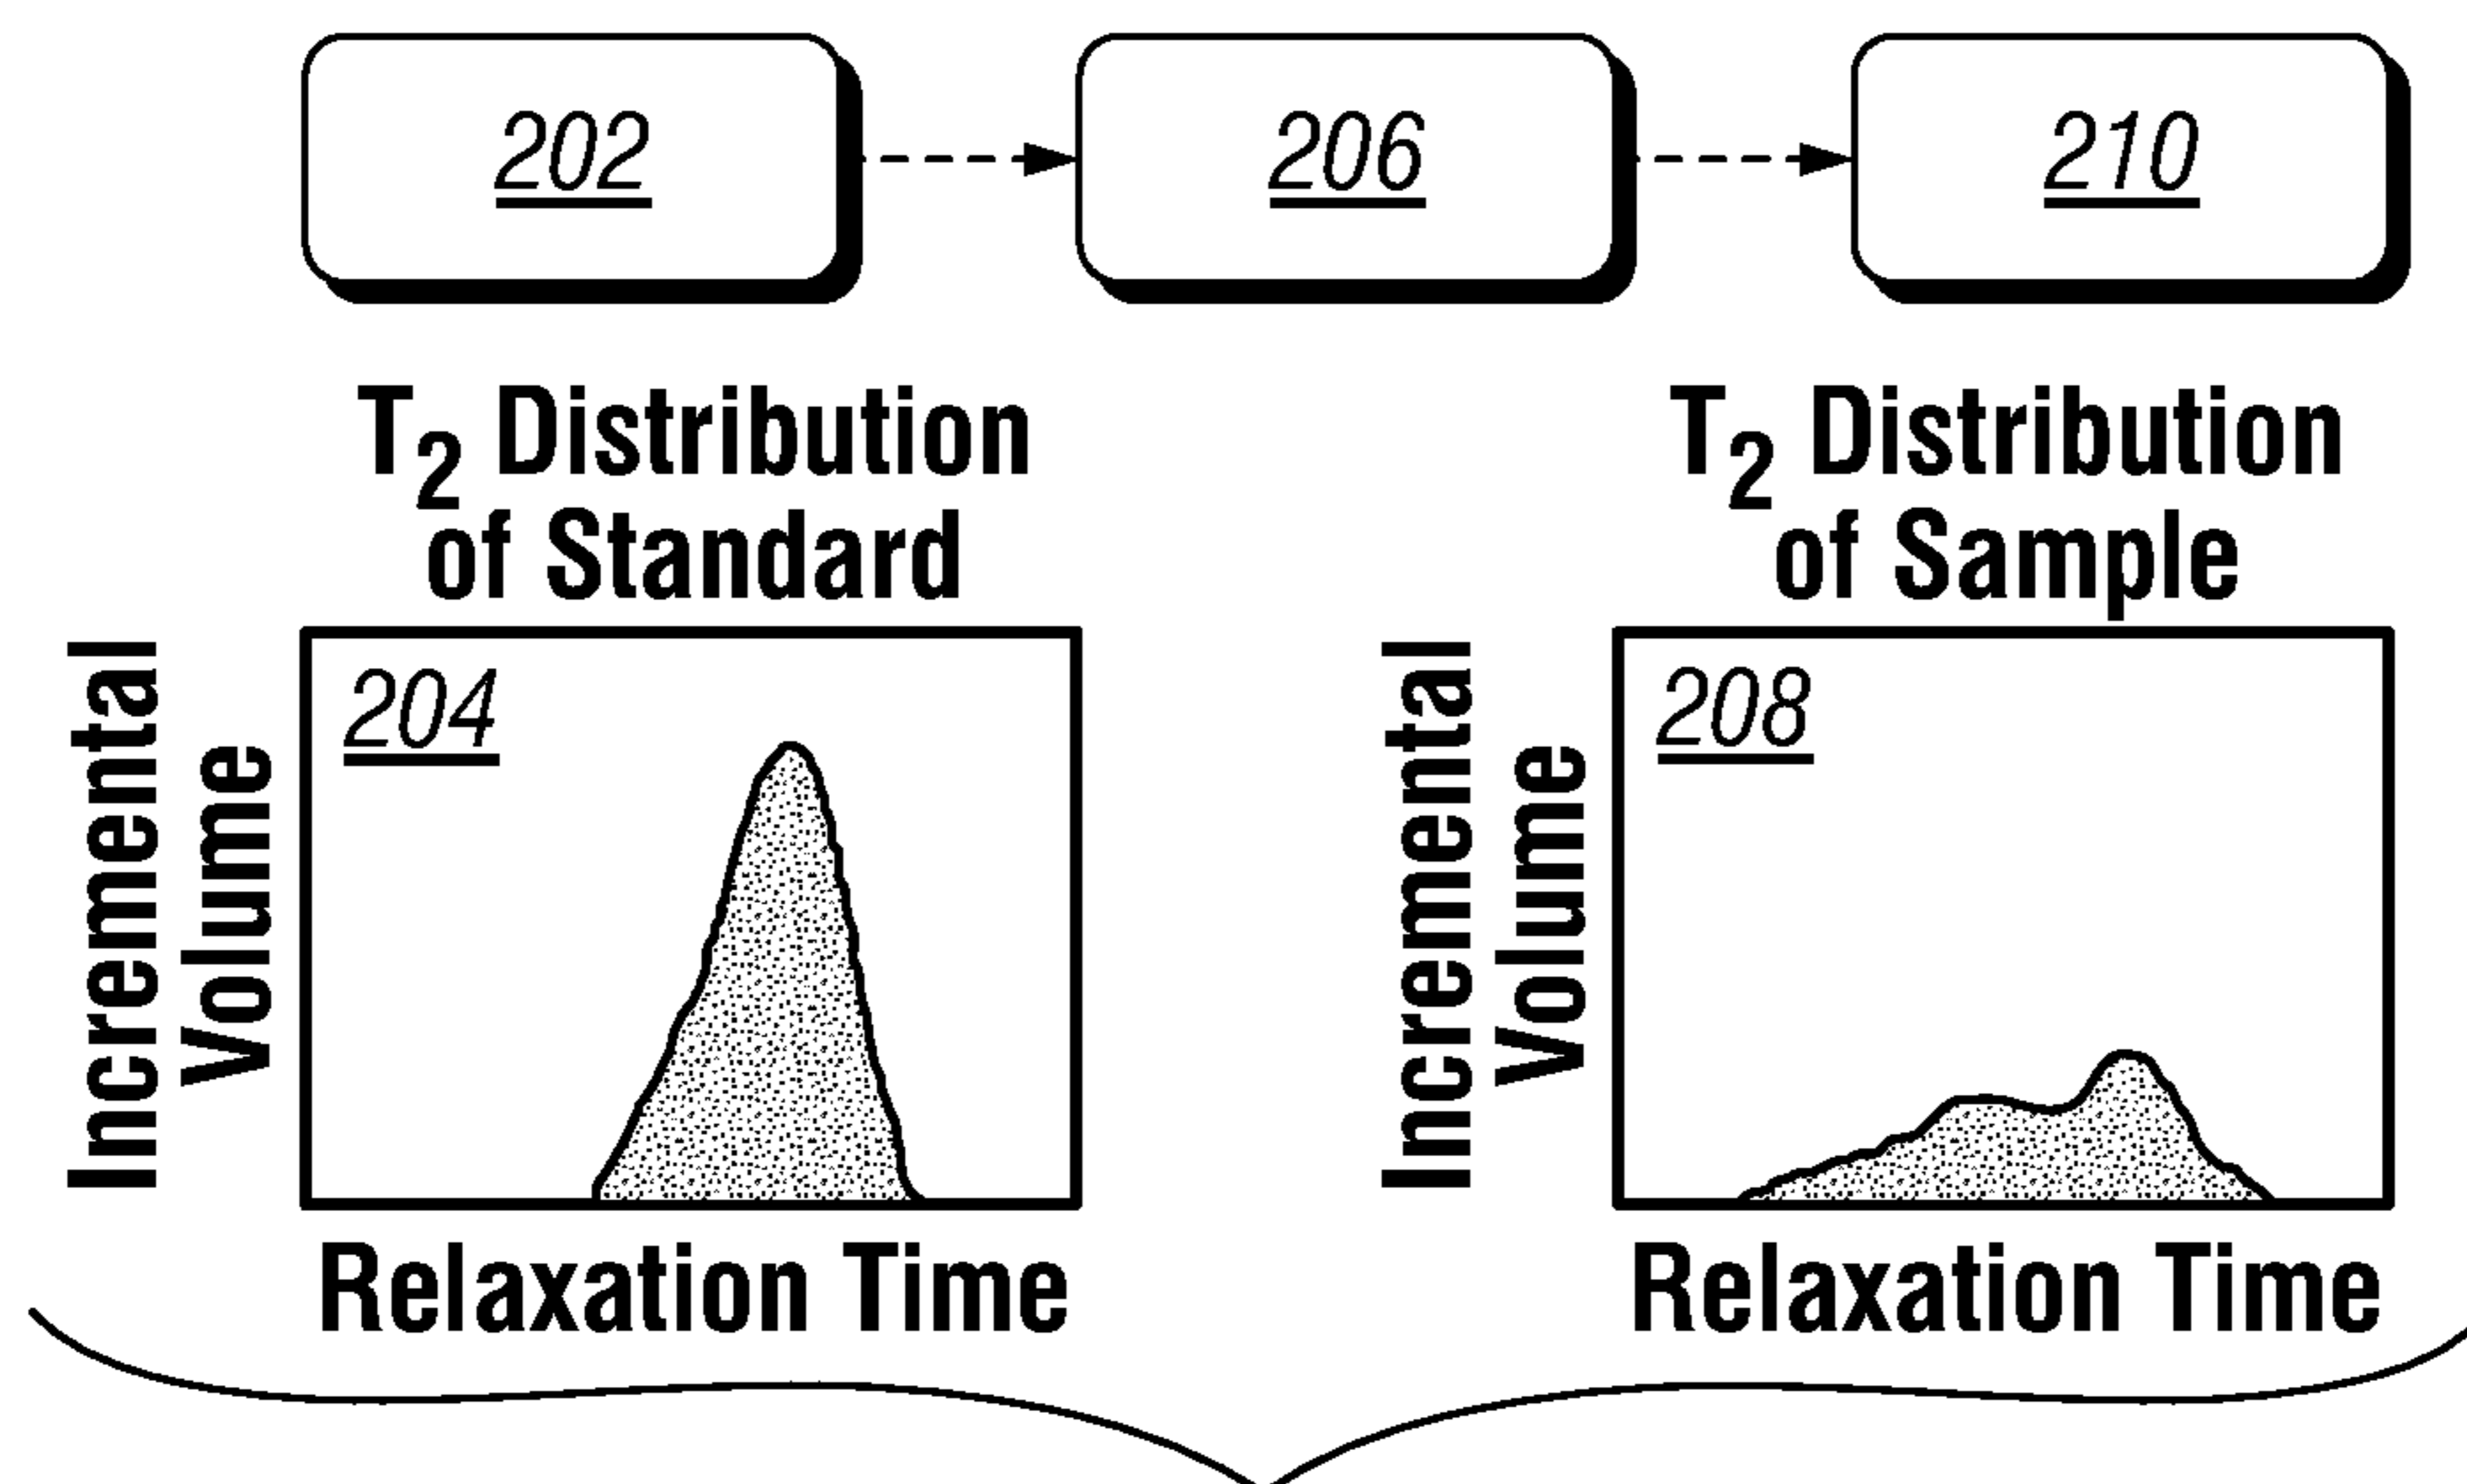 202
206
210
T2 Distribution
of Standard
Incremental
Volume
204
Relaxation Time
T2 Distribution
of Sample
Incremental
Volume
208
Relaxation Time